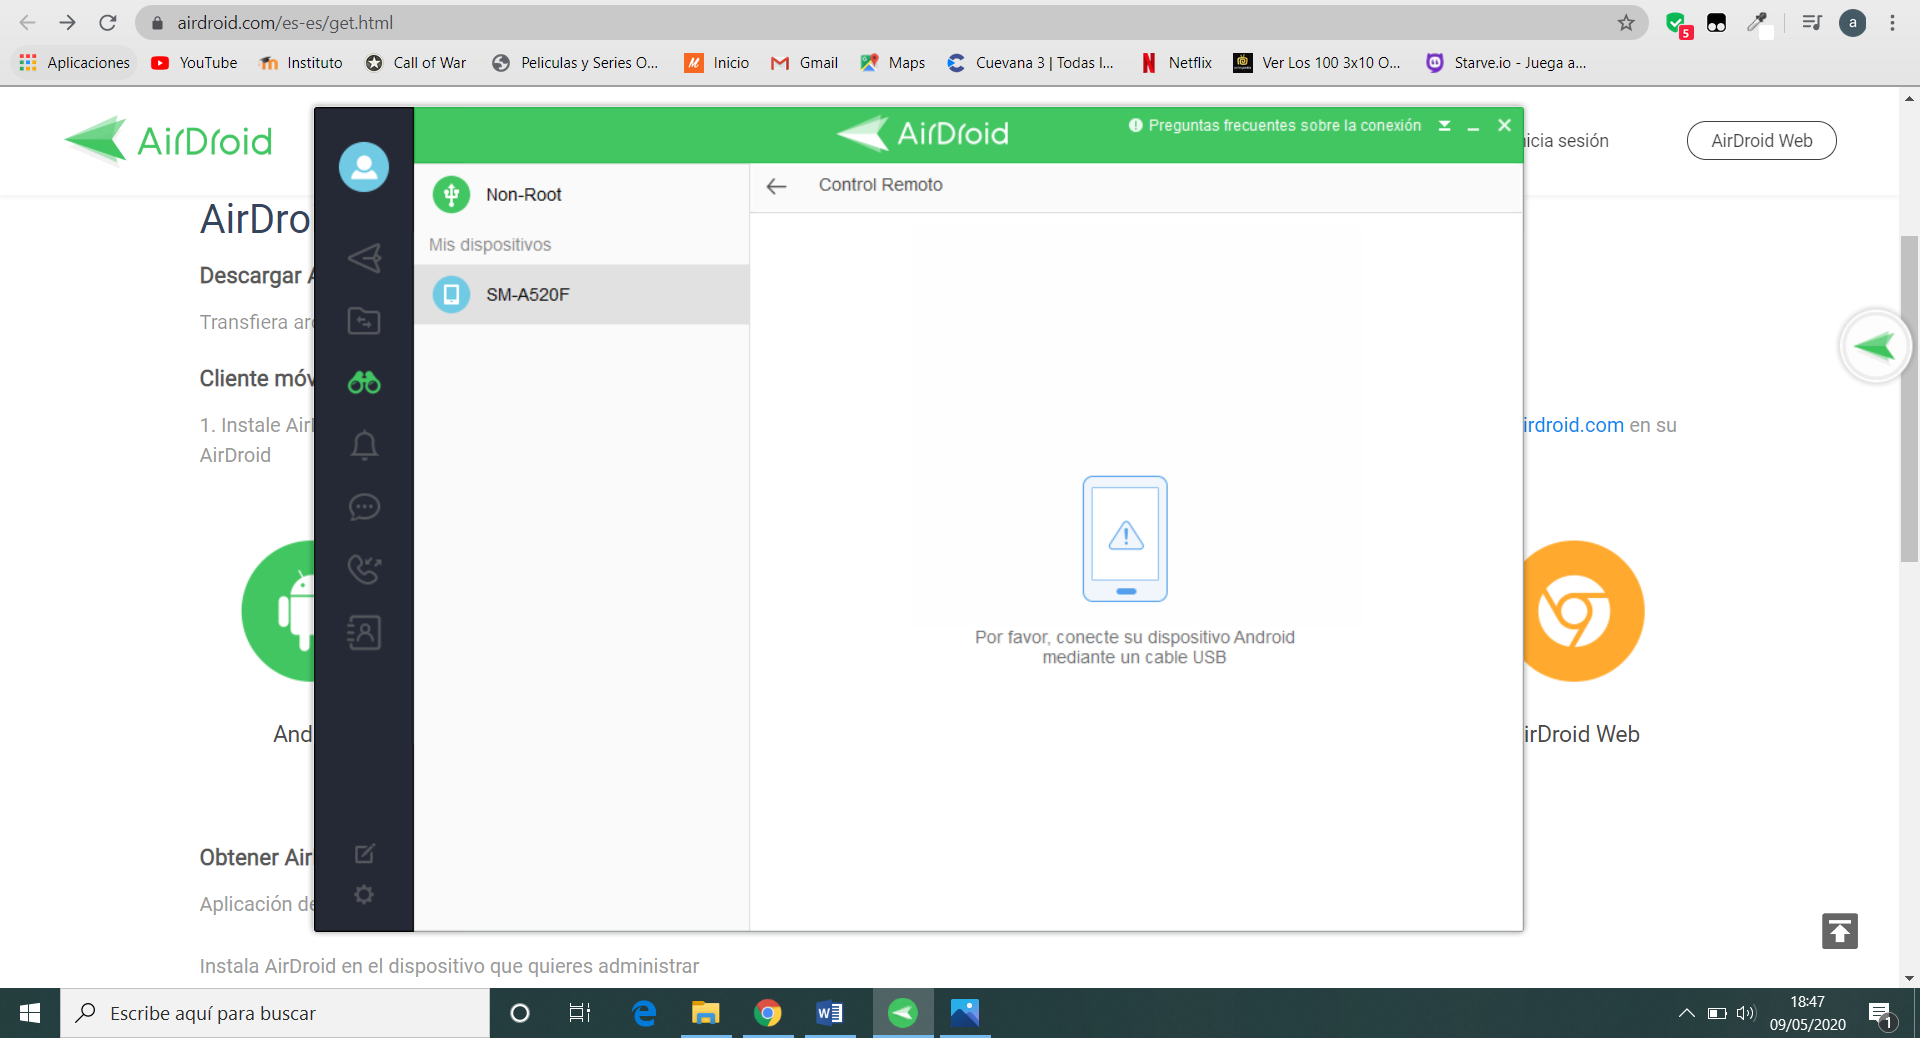 airdroid.com/es-es/get.html
5
a
Aplicaciones
YouTube
Instituto
Call of War
Peliculas y Series O...
Inicio
Gmail
Maps
Cuevana 3 | Todas l...
Netflix
Ver Los 100 3x10 O...
Starve.io - Juega a...
AirDroid
AirDroid
Preguntas frecuentes sobre la conexión
nicia sesión
AirDroid Web
Non-Root
Control Remoto
AirDro
Mis dispositivos
Descargar A
SM-A520F
Transfiera arc
Cliente móv
1. Instale Air
irdroid.com en su
AirDroid
Por favor, conecte su dispositivo Android
mediante un cable USB
And
irDroid Web
Obtener Air
Aplicación de
Instala AirDroid en el dispositivo que quieres administrar
Escribe aquí para buscar
18:47
09/05/2020
1